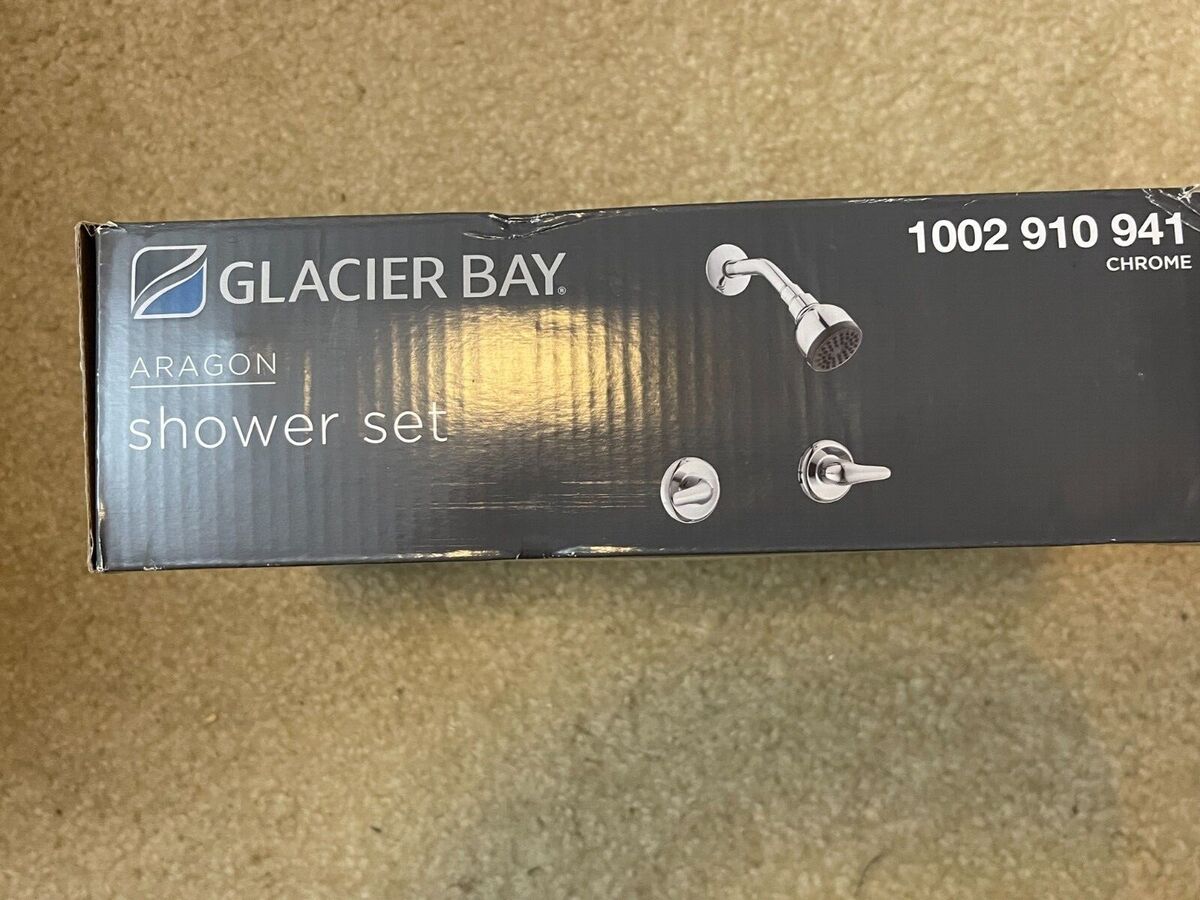 GLACIER BAY®
ARAGON
shower set
1002 910 941
CHROME